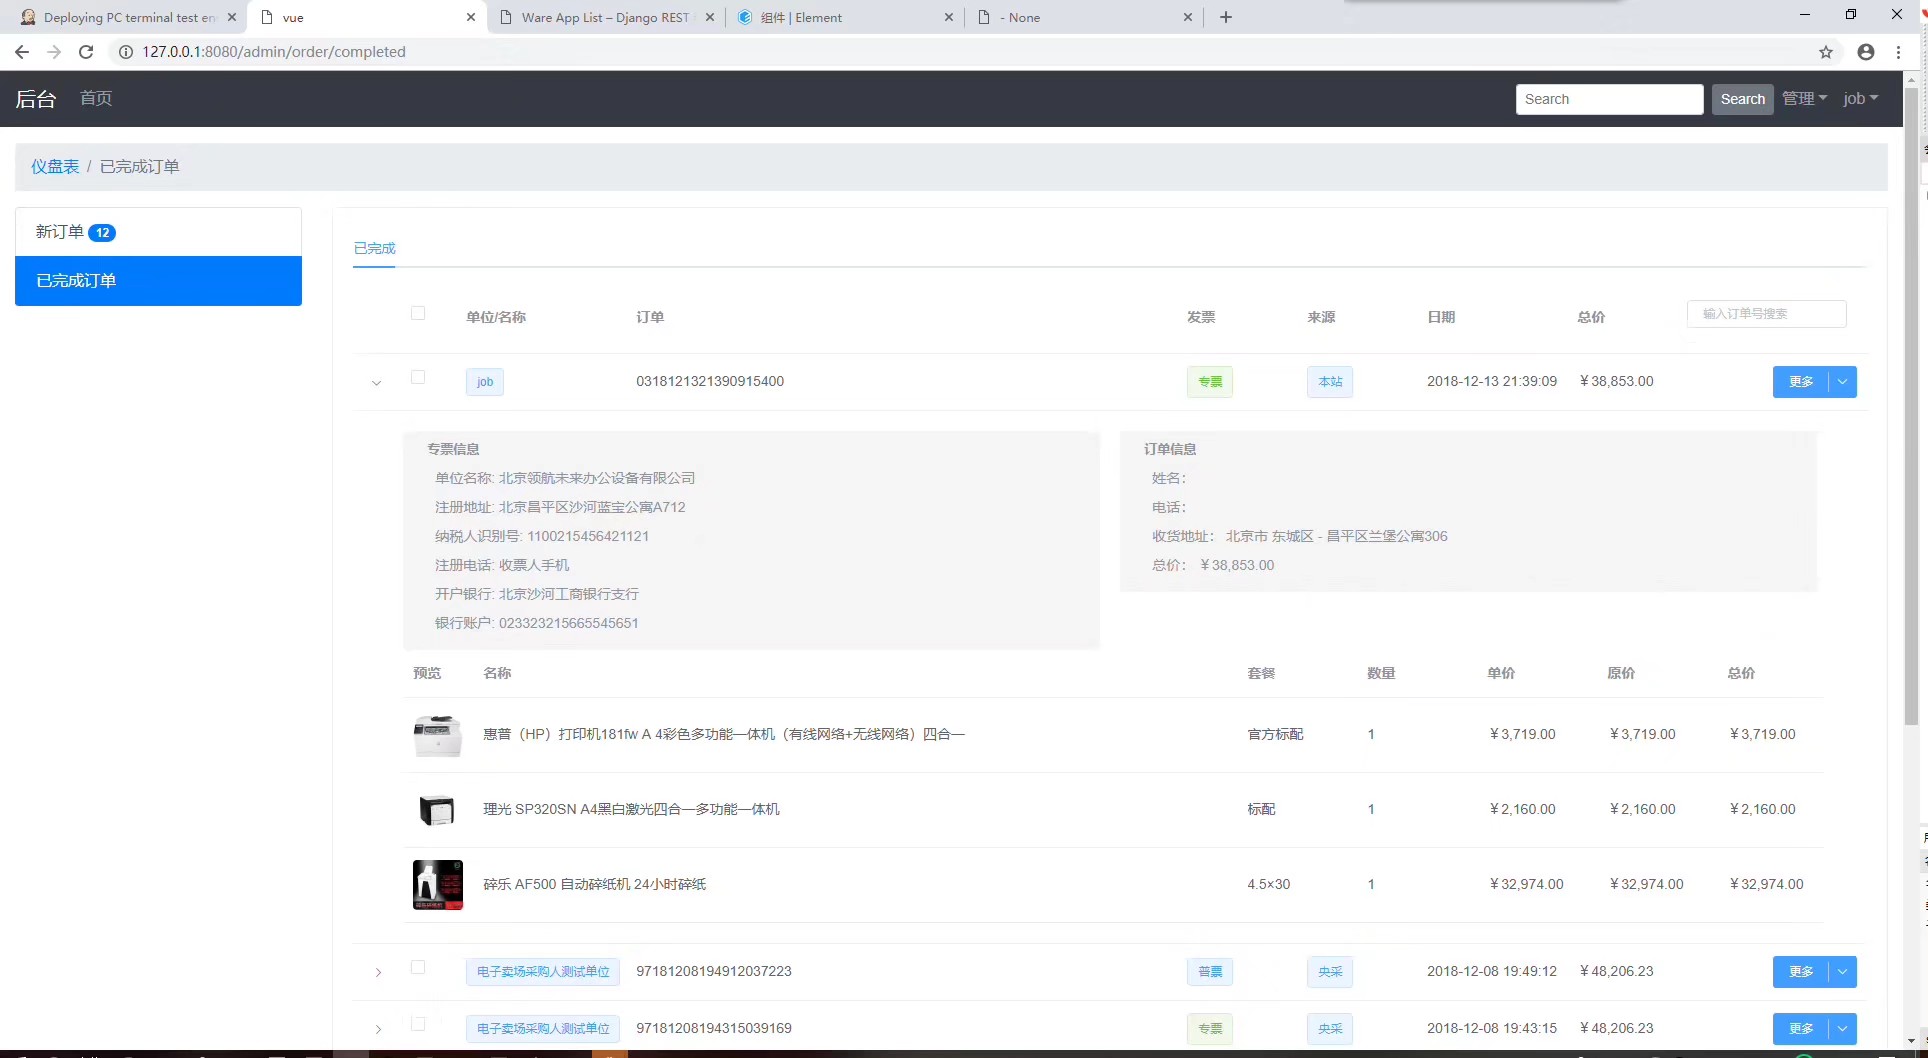 Deploying PC terminal test en
vue
Ware App List – Django REST
组件 | Element
- None
127.0.0.1:8080/admin/order/completed
后台 首页 Search Search 管理 job
仪盘表 / 已完成订单
新订单 12
已完成订单
已完成
单位/名称 订单 发票 来源 日期 总价 输入订单号搜索
job 0318121321390915400 专票 本站 2018-12-13 21:39:09 ￥38,853.00 更多
专票信息
单位名称: 北京领航未来办公设备有限公司
注册地址: 北京昌平区沙河蓝宝公寓A712
纳税人识别号: 1100215456421121
注册电话: 收票人手机
开户银行: 北京沙河工商银行支行
银行账户: 023323215665545651
订单信息
姓名:
电话:
收货地址: 北京市 东城区 - 昌平区兰堡公寓306
总价: ￥38,853.00
预览 名称 套餐 数量 单价 原价 总价
惠普（HP）打印机181fw A 4彩色多功能一体机（有线网络+无线网络）四合一 官方标配 1 ￥3,719.00 ￥3,719.00 ￥3,719.00
理光 SP320SN A4黑白激光四合一多功能一体机 标配 1 ￥2,160.00 ￥2,160.00 ￥2,160.00
碎乐 AF500 自动碎纸机 24小时碎纸 4.5×30 1 ￥32,974.00 ￥32,974.00 ￥32,974.00
电子卖场采购人测试单位 97181208194912037223 普票 央采 2018-12-08 19:49:12 ￥48,206.23 更多
电子卖场采购人测试单位 97181208194315039169 专票 央采 2018-12-08 19:43:15 ￥48,206.23 更多